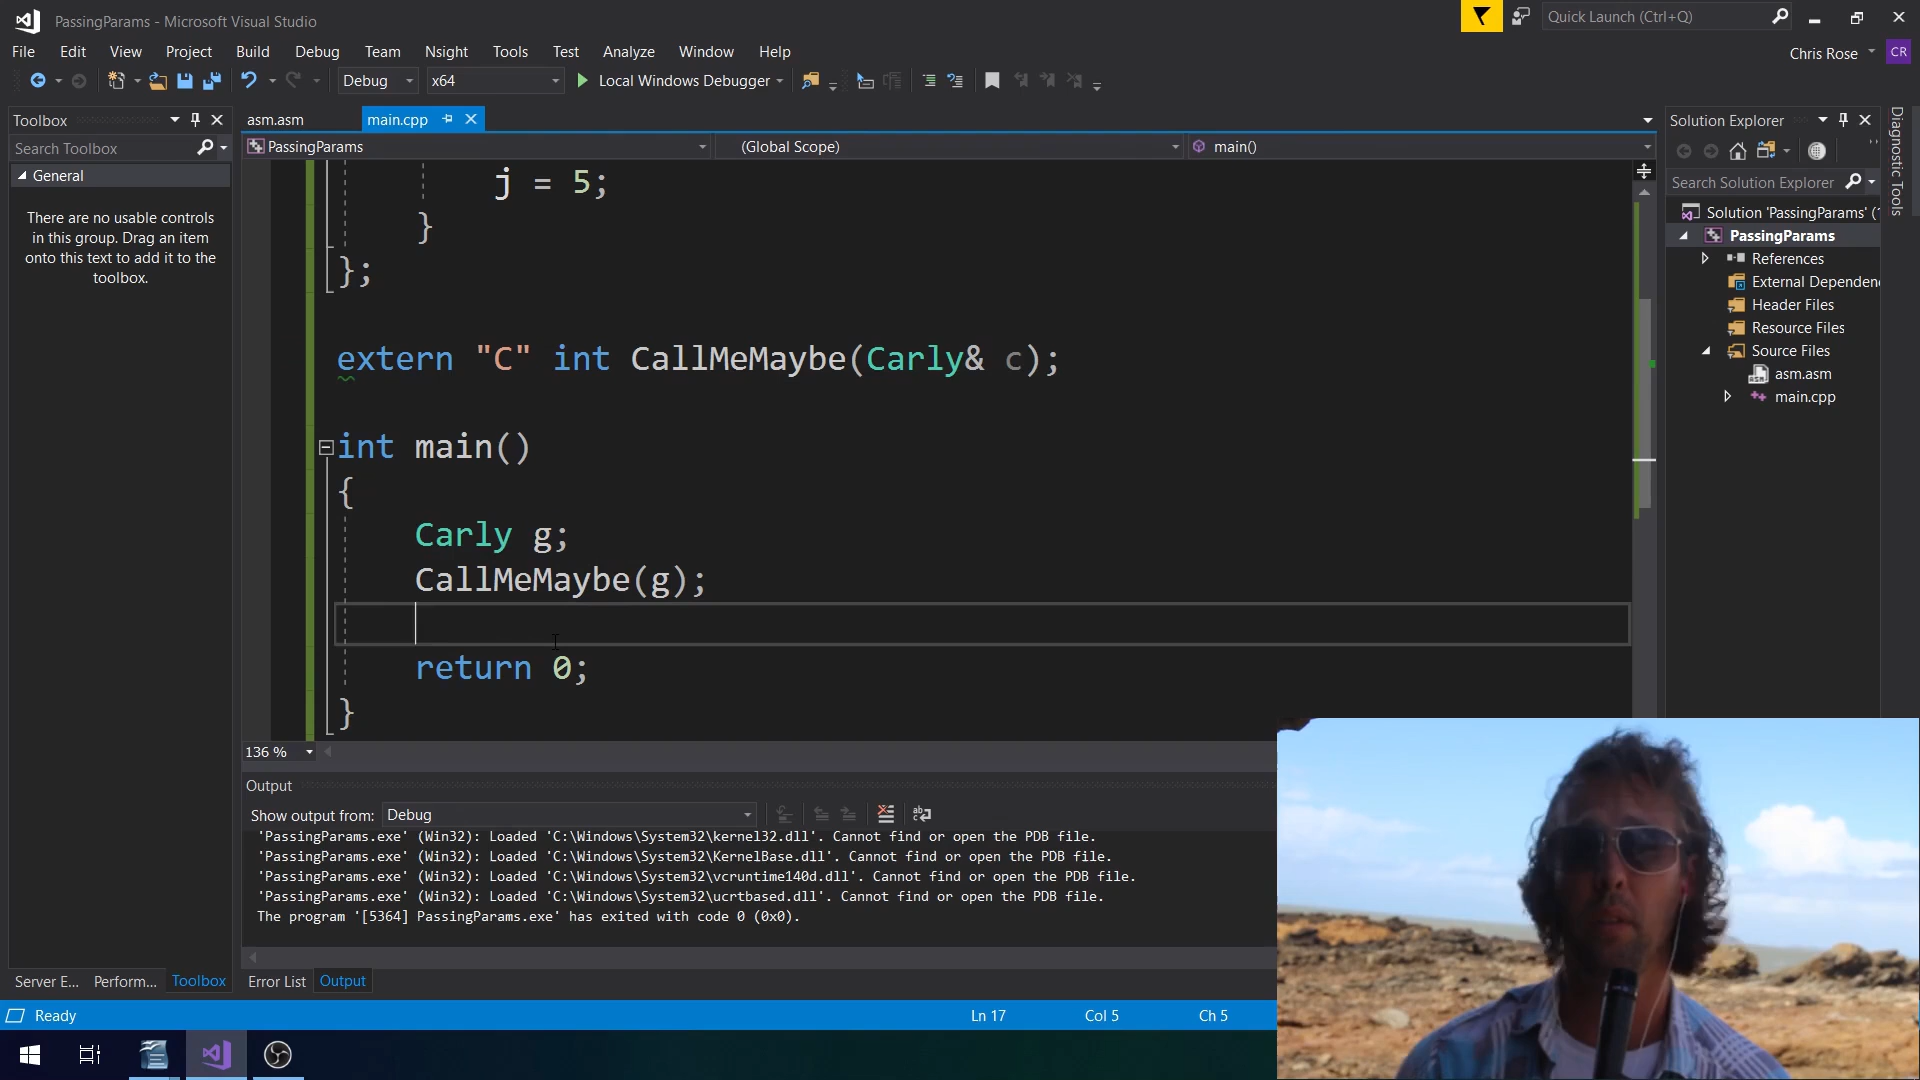 PassingParams - Microsoft Visual Studio
Quick Launch (Ctrl+Q)
File Edit View Project Build Debug Team Nsight Tools Test Analyze Window Help
Chris Rose CR
Debug x64 Local Windows Debugger
Toolbox
asm.asm main.cpp
Solution Explorer
Diagnostic Tools
Search Toolbox
PassingParams (Global Scope) main()
General
There are no usable controls
in this group. Drag an item
onto this text to add it to the
toolbox.
Search Solution Explorer
Solution 'PassingParams' (
PassingParams
References
External Dependen
Header Files
Resource Files
Source Files
asm.asm
main.cpp
j = 5;
}
};
extern "C" int CallMeMaybe(Carly& c);
int main()
{
Carly g;
CallMeMaybe(g);
return 0;
}
136 %
Output
Show output from: Debug
'PassingParams.exe' (Win32): Loaded 'C:\Windows\System32\kernel32.dll'. Cannot find or open the PDB file.
'PassingParams.exe' (Win32): Loaded 'C:\Windows\System32\KernelBase.dll'. Cannot find or open the PDB file.
'PassingParams.exe' (Win32): Loaded 'C:\Windows\System32\vcruntime140d.dll'. Cannot find or open the PDB file.
'PassingParams.exe' (Win32): Loaded 'C:\Windows\System32\ucrtbased.dll'. Cannot find or open the PDB file.
The program '[5364] PassingParams.exe' has exited with code 0 (0x0).
Server E... Perform... Toolbox
Error List Output
Ready
Ln 17 Col 5 Ch 5